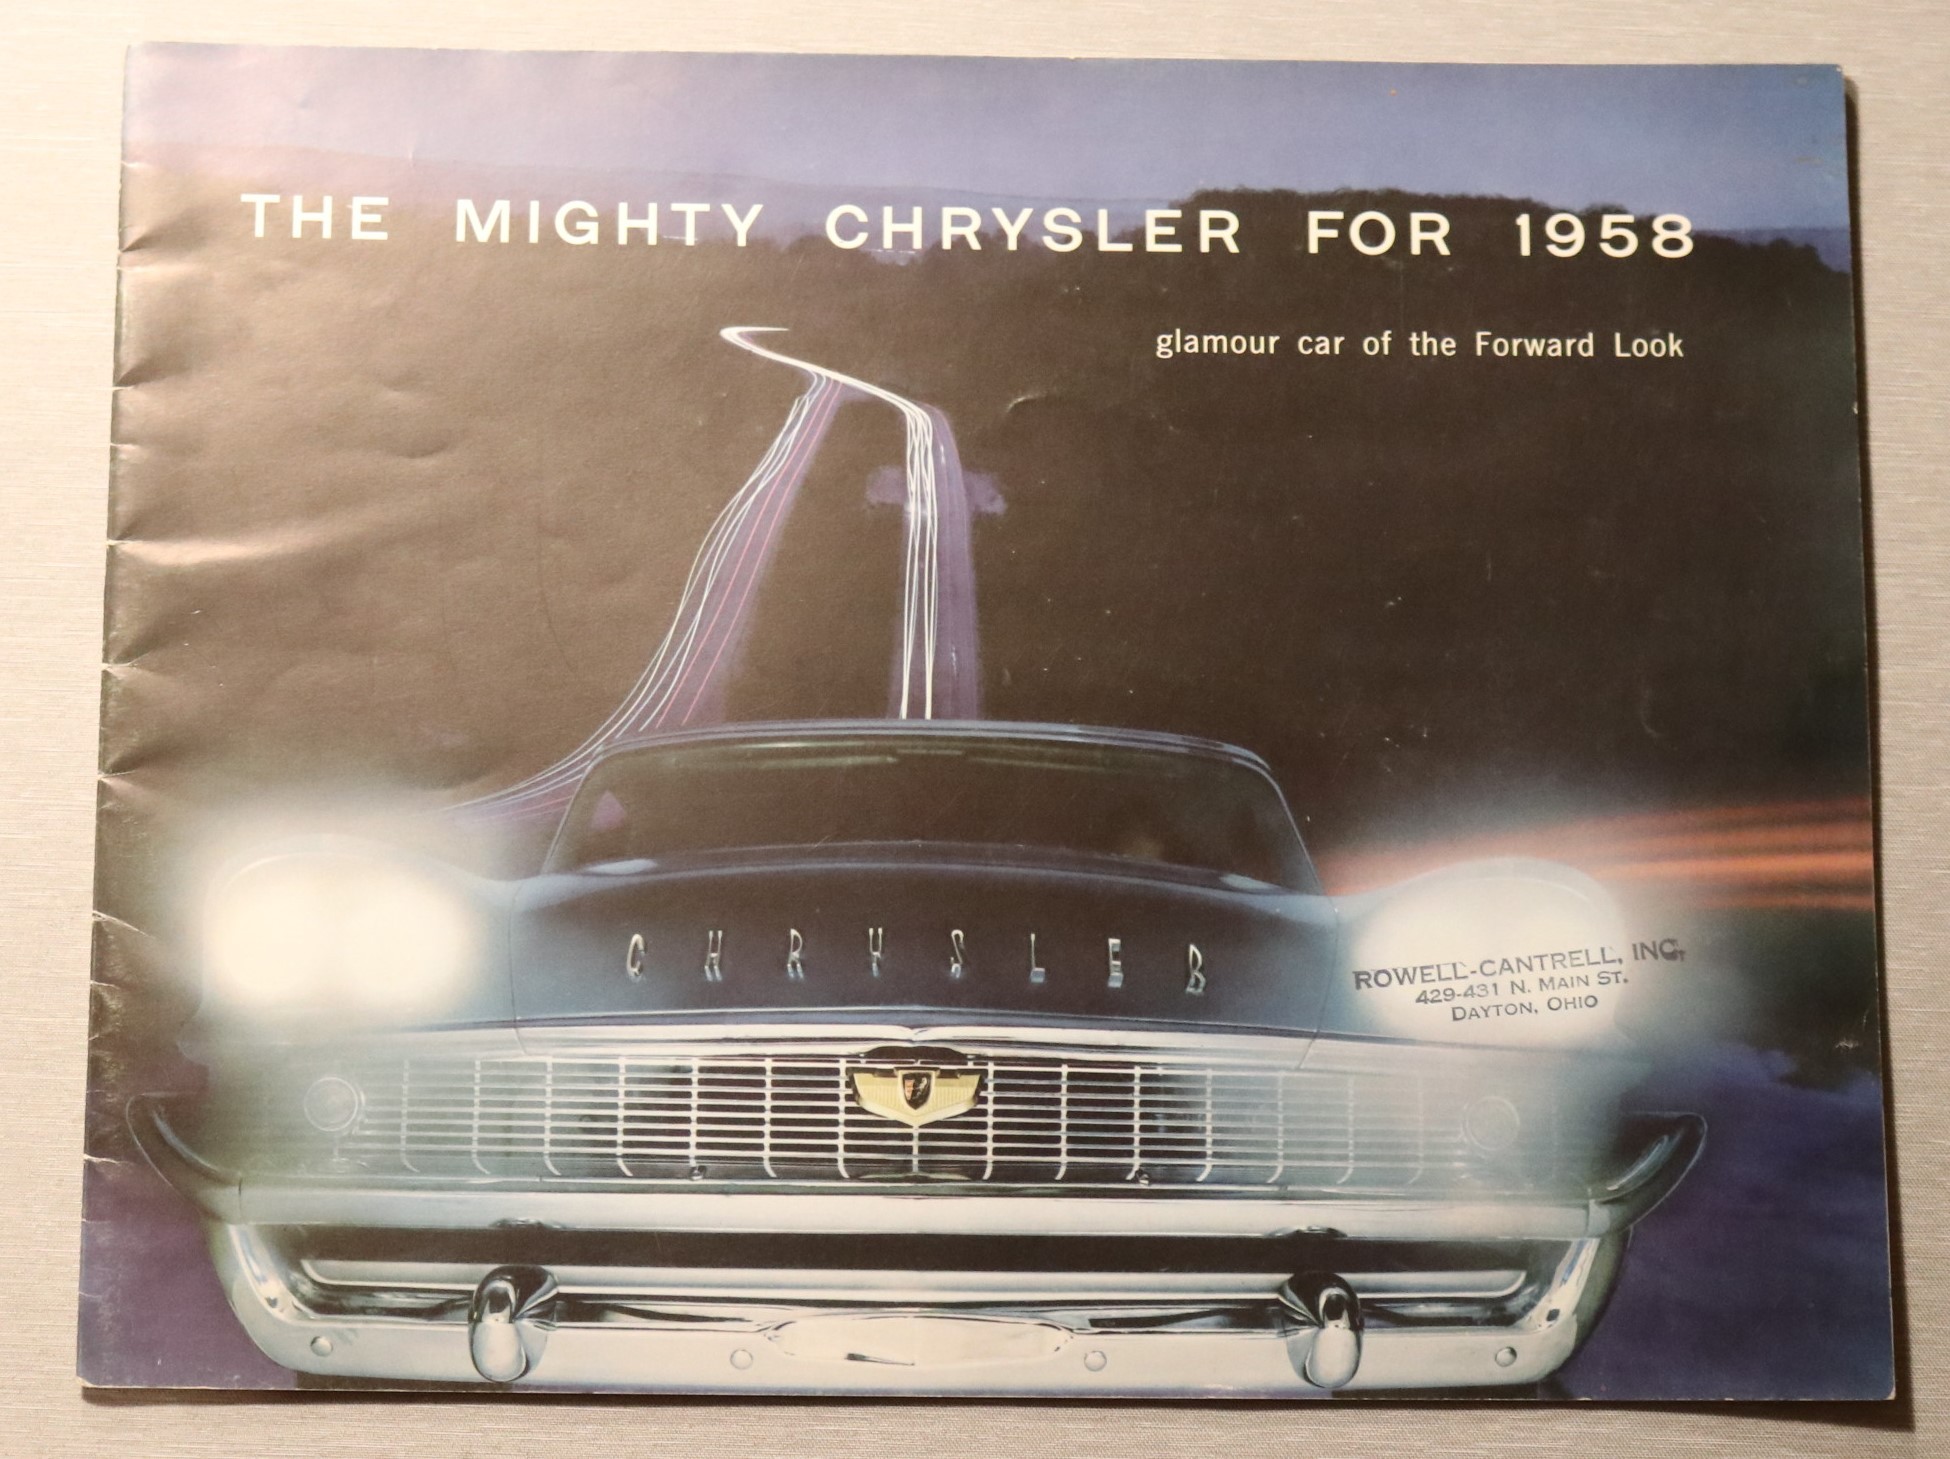 THE MIGHTY CHRYSLER FOR 1958
glamour car of the Forward Look
CHRYSLER
ROWELL-CANTRELL, INC.
429-431 N. MAIN ST.
DAYTON, OHIO